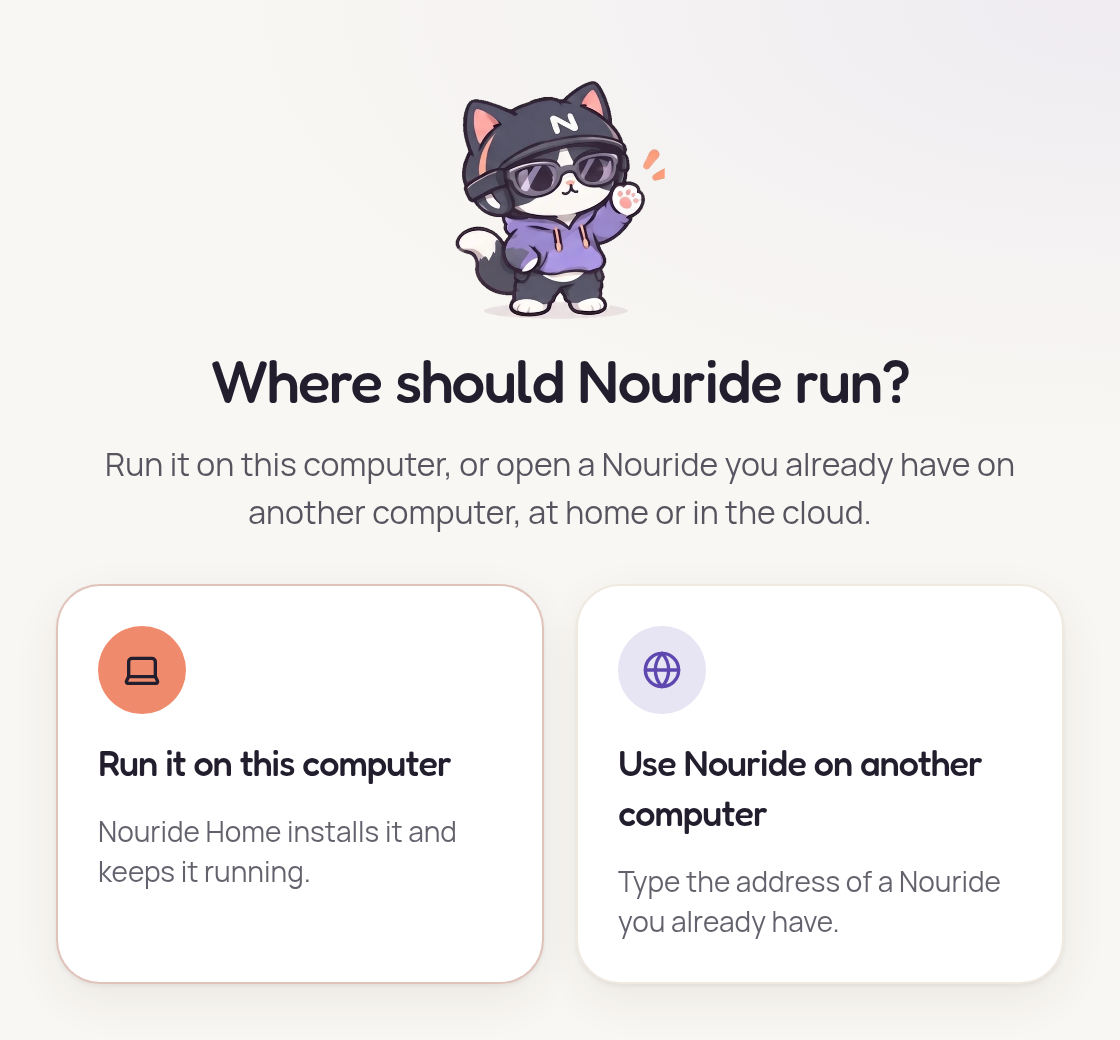 N
Where should Nouride run?
Run it on this computer, or open a Nouride you already have on
another computer, at home or in the cloud.
Run it on this computer
Nouride Home installs it and
keeps it running.
Use Nouride on another
computer
Type the address of a Nouride
you already have.